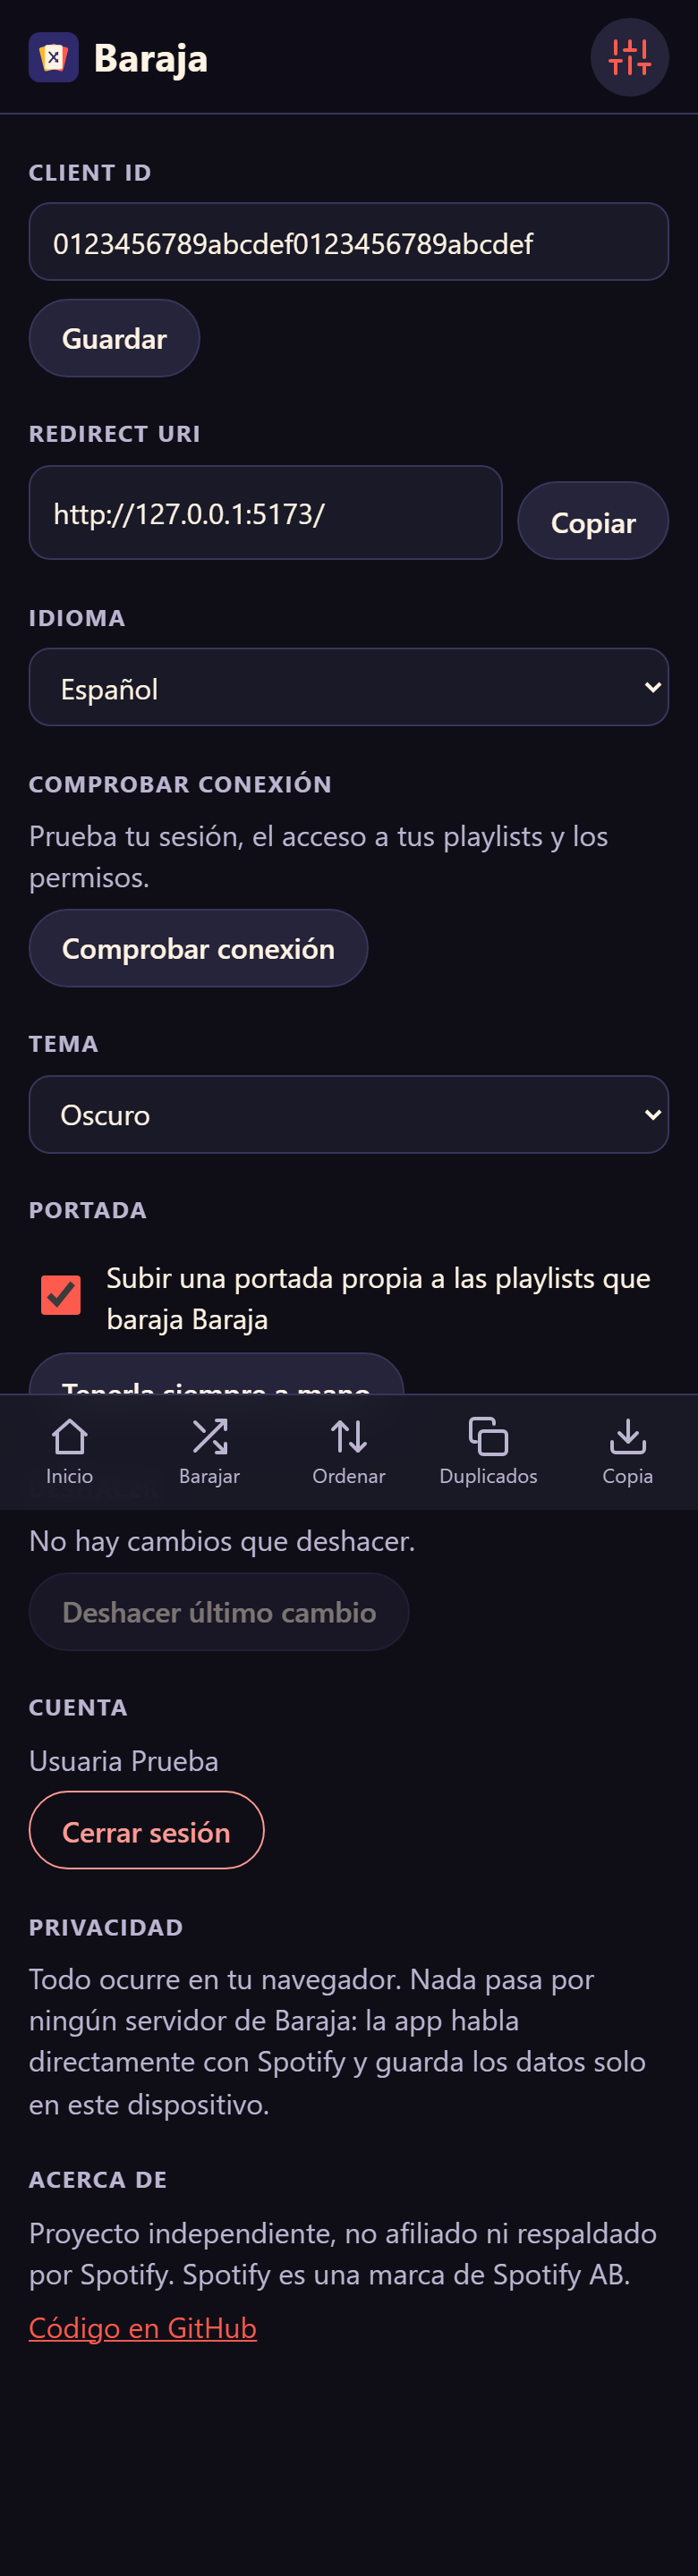 Baraja
CLIENT ID
0123456789abcdef0123456789abcdef
Guardar
REDIRECT URI
http://127.0.0.1:5173/
Copiar
IDIOMA
Español
COMPROBAR CONEXIÓN
Prueba tu sesión, el acceso a tus playlists y los
permisos.
Comprobar conexión
TEMA
Oscuro
PORTADA
Subir una portada propia a las playlists que
baraja Baraja
Tenerla siempre a mano
Inicio
Barajar
Ordenar
Duplicados
Copia
No hay cambios que deshacer.
Deshacer último cambio
CUENTA
Usuaria Prueba
Cerrar sesión
PRIVACIDAD
Todo ocurre en tu navegador. Nada pasa por
ningún servidor de Baraja: la app habla
directamente con Spotify y guarda los datos solo
en este dispositivo.
ACERCA DE
Proyecto independiente, no afiliado ni respaldado
por Spotify. Spotify es una marca de Spotify AB.
Código en GitHub